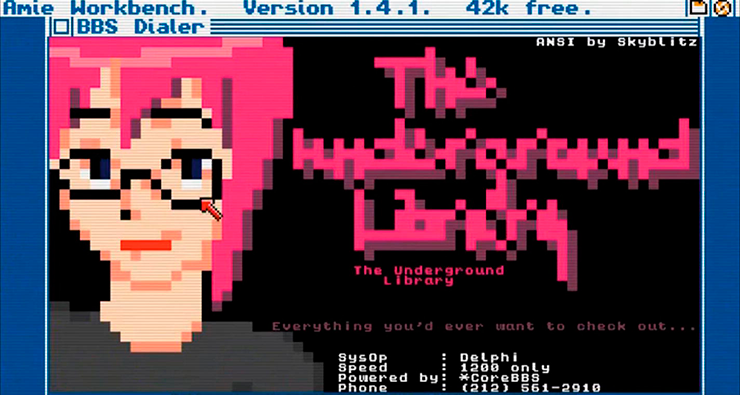 Amie Workbench. Version 1.4.1. 42k free.
BBS Dialer
ANSI by Skyblitz
The
Underground
Library
The Underground
Library
Everything you'd ever want to check out...
SysOp : Delphi
Speed : 1200 only
Powered by: *CoreBBS
Phone : (212) 561-2910